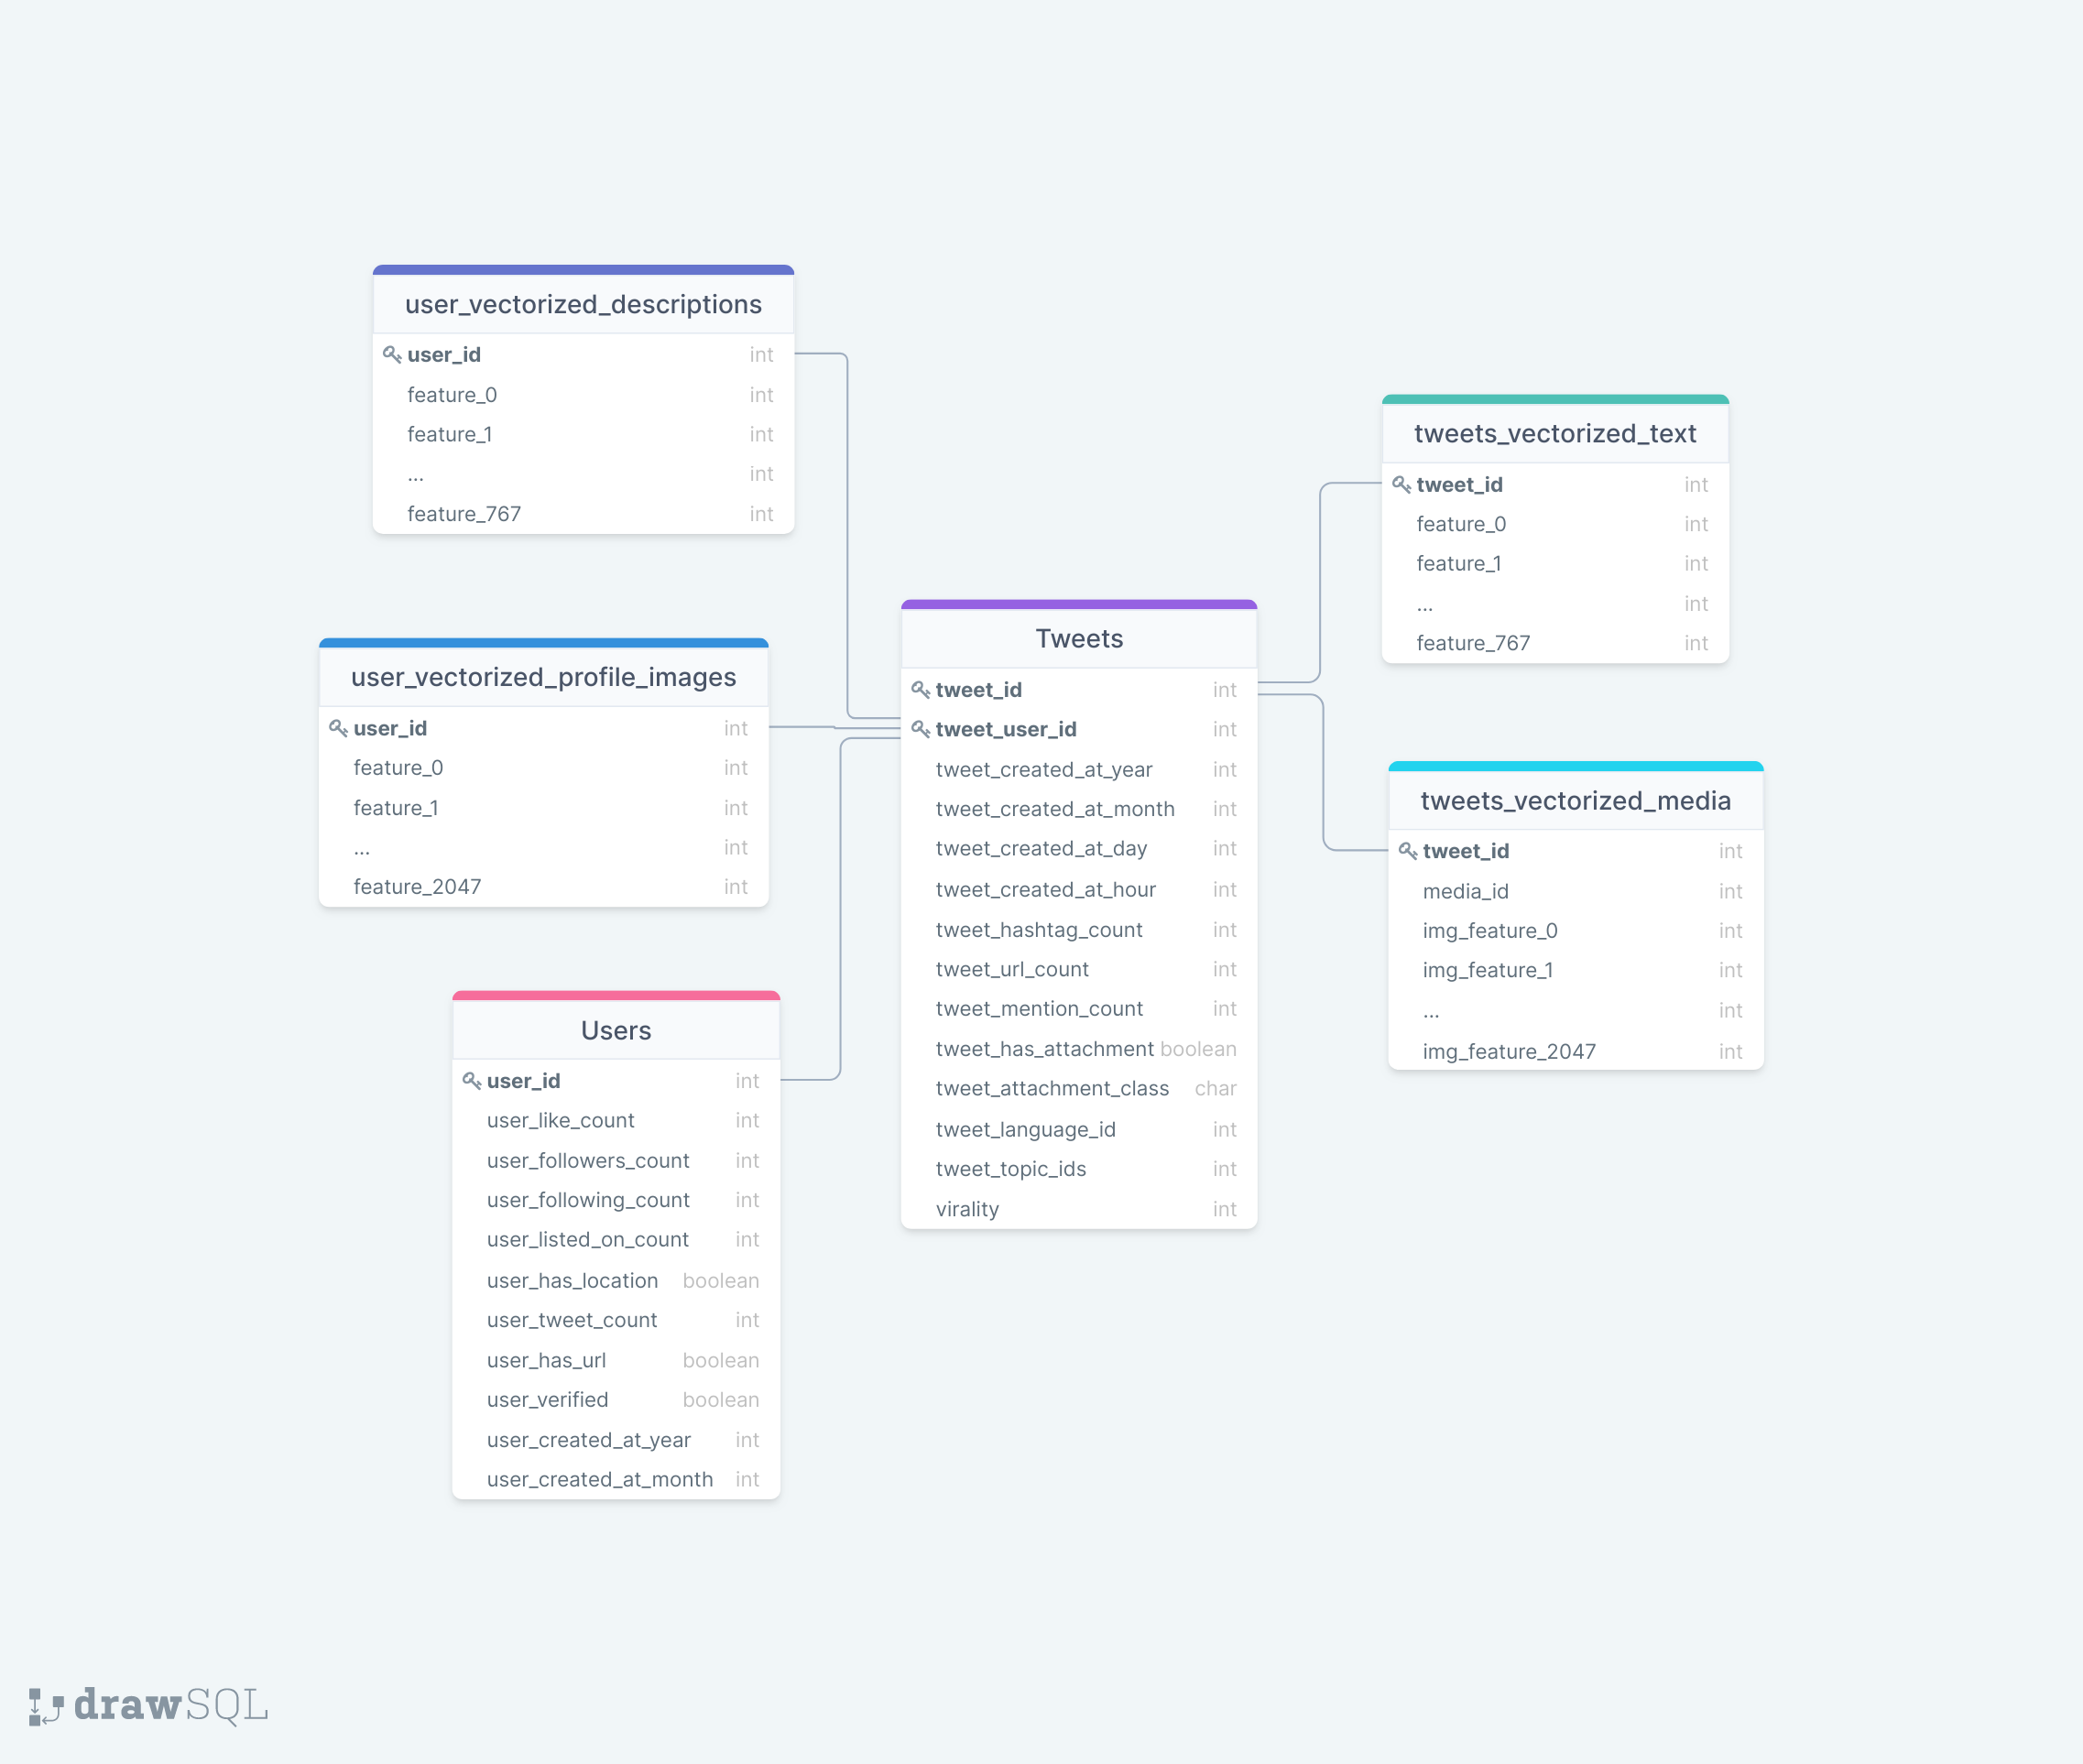 user_vectorized_descriptions
user_id int
feature_0 int
feature_1 int
... int
feature_767 int
user_vectorized_profile_images
user_id int
feature_0 int
feature_1 int
... int
feature_2047 int
Users
user_id int
user_like_count int
user_followers_count int
user_following_count int
user_listed_on_count int
user_has_location boolean
user_tweet_count int
user_has_url boolean
user_verified boolean
user_created_at_year int
user_created_at_month int
Tweets
tweet_id int
tweet_user_id int
tweet_created_at_year int
tweet_created_at_month int
tweet_created_at_day int
tweet_created_at_hour int
tweet_hashtag_count int
tweet_url_count int
tweet_mention_count int
tweet_has_attachment boolean
tweet_attachment_class char
tweet_language_id int
tweet_topic_ids int
virality int
tweets_vectorized_text
tweet_id int
feature_0 int
feature_1 int
... int
feature_767 int
tweets_vectorized_media
tweet_id int
media_id int
img_feature_0 int
img_feature_1 int
... int
img_feature_2047 int
drawSQL